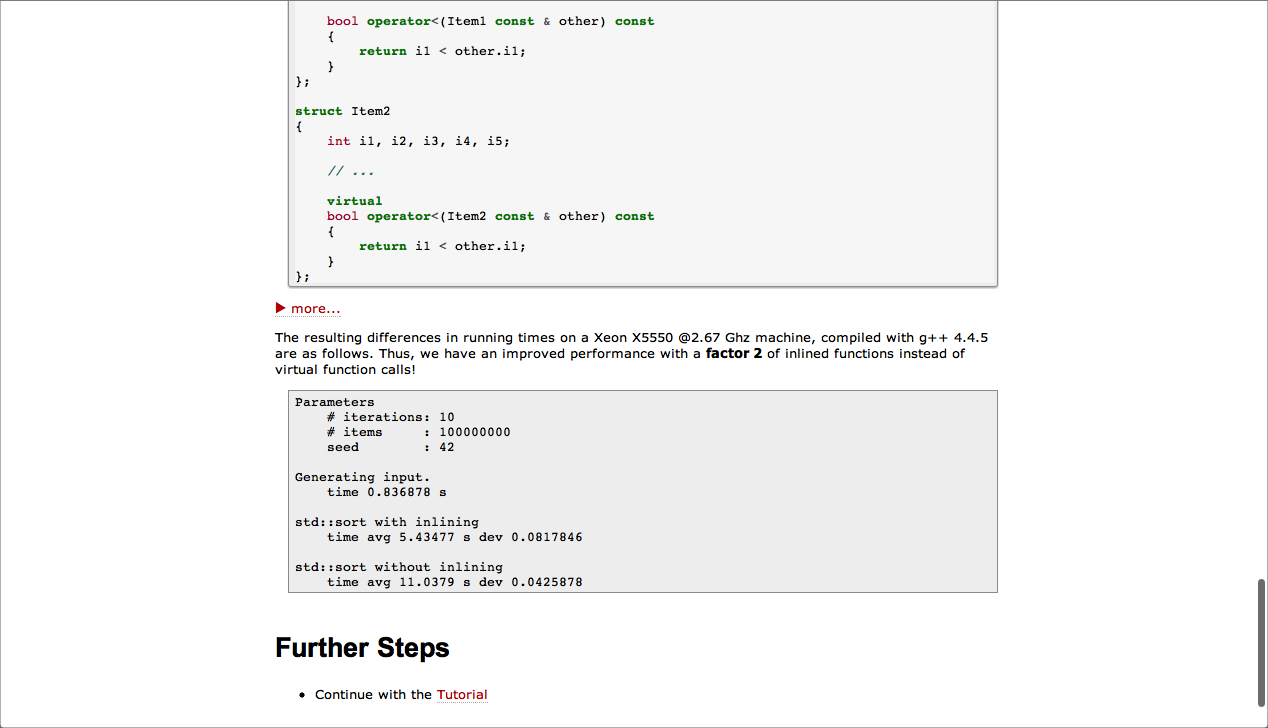 bool operator<(Item1 const & other) const
    {
        return i1 < other.i1;
    }
};

struct Item2
{
    int i1, i2, i3, i4, i5;

    // ...

    virtual
    bool operator<(Item2 const & other) const
    {
        return i1 < other.i1;
    }
};
▶ more...
The resulting differences in running times on a Xeon X5550 @2.67 Ghz machine, compiled with g++ 4.4.5
are as follows. Thus, we have an improved performance with a factor 2 of inlined functions instead of
virtual function calls!
Parameters
    # iterations: 10
    # items     : 100000000
    seed        : 42

Generating input.
    time 0.836878 s

std::sort with inlining
    time avg 5.43477 s dev 0.0817846

std::sort without inlining
    time avg 11.0379 s dev 0.0425878
Further Steps
• Continue with the Tutorial